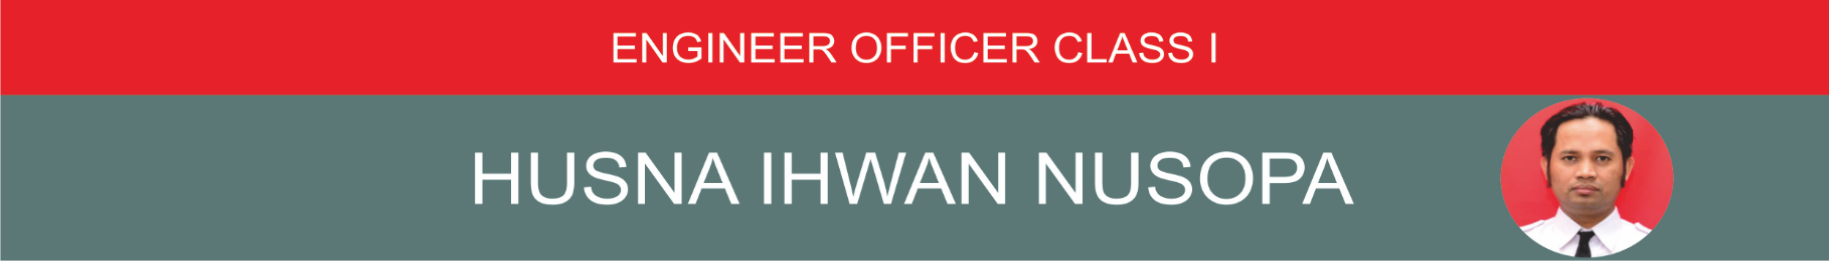 ENGINEER OFFICER CLASS I
HUSNA IHWAN NUSOPA